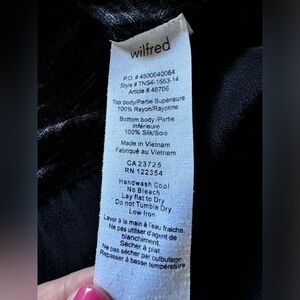 wilfred
P.O. # 4500040064
Style # TNS4-1553-14
Article # 48706
Top body/Partie Supérieure
100% Rayon/Rayonne
Bottom body /Partie
Inférieure
100% Silk/Soie
Made in Vietnam
Fabriqué au Vietnam
CA 23725
RN 122354
Handwash Cool
No Bleach
Lay flat to Dry
Do not Tumble Dry
Low Iron
Laver à la main à l'eau fraiche.
Ne pas utiliser d'agent de
blanchiment.
Sécher à plat.
Ne pas sécher par culbutage.
Repasser à basse température